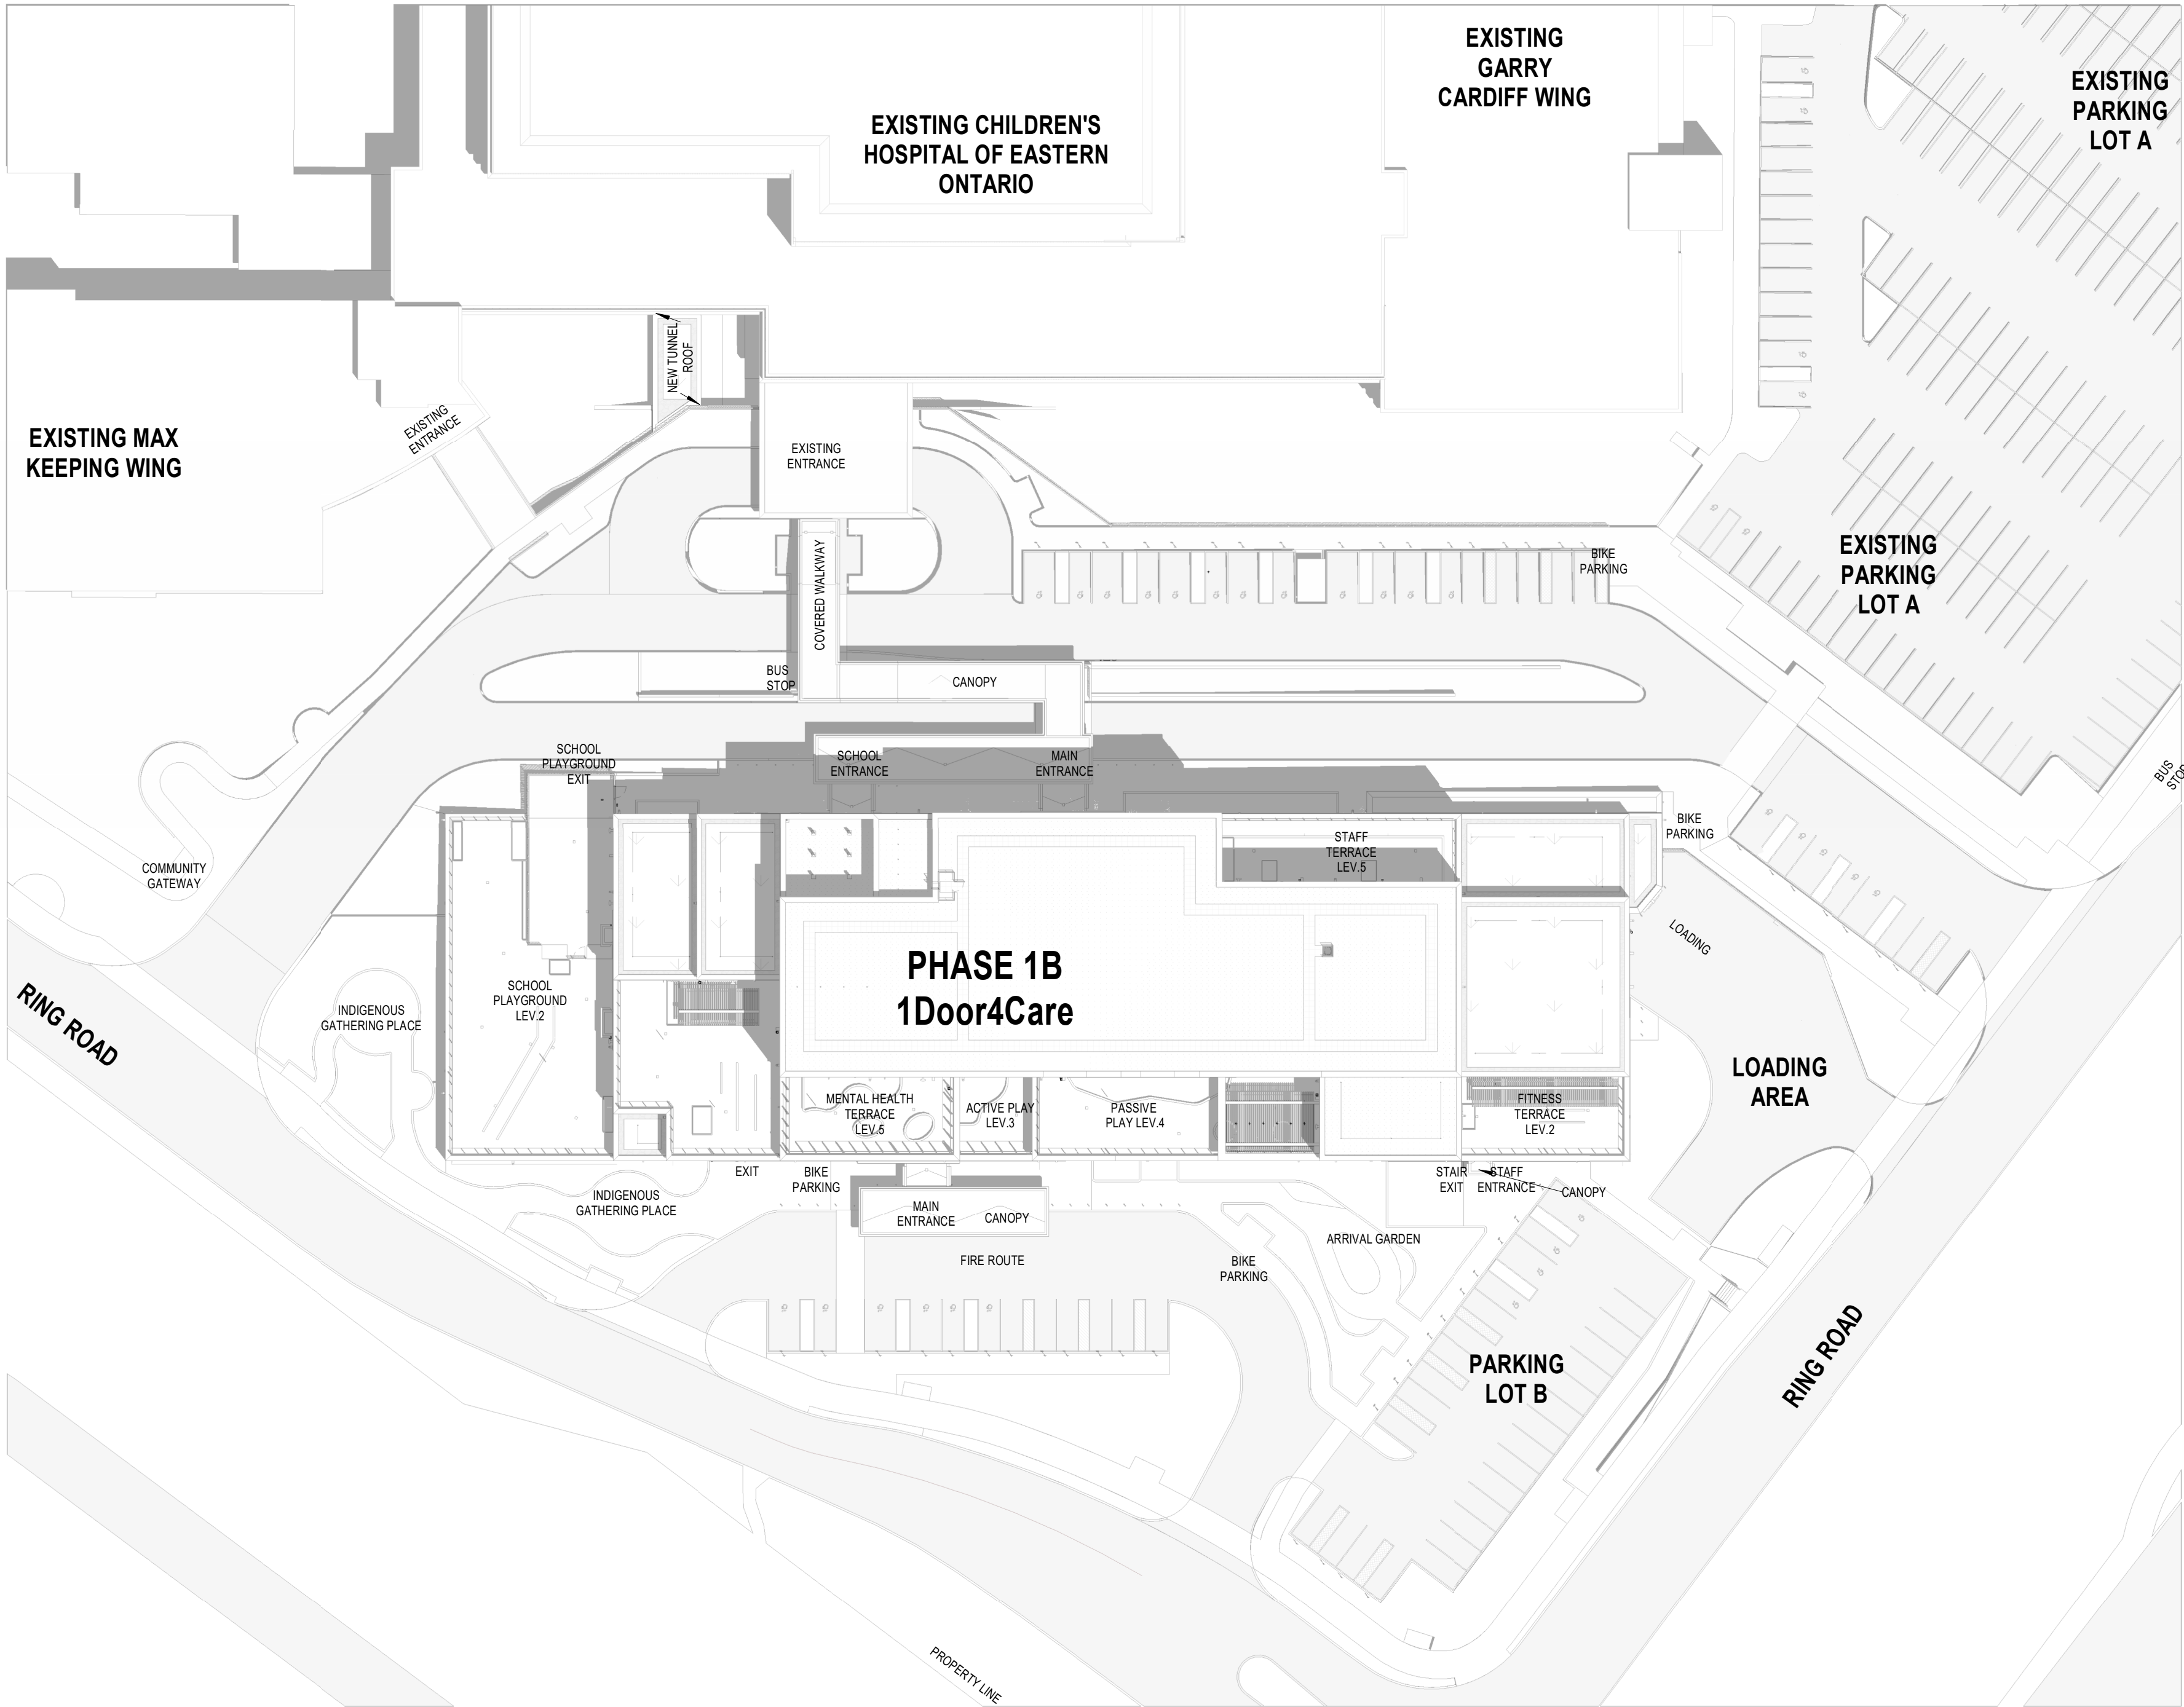 EXISTING
GARRY
CARDIFF WING
EXISTING
PARKING
LOT A
EXISTING CHILDREN'S
HOSPITAL OF EASTERN
ONTARIO
NEW TUNNEL
ROOF
EXISTING MAX
KEEPING WING
EXISTING
ENTRANCE
EXISTING
ENTRANCE
COVERED WALKWAY
BIKE
PARKING
EXISTING
PARKING
LOT A
BUS
STOP
CANOPY
SCHOOL
PLAYGROUND
EXIT
SCHOOL
ENTRANCE
MAIN
ENTRANCE
BUS
STOP
BIKE
PARKING
STAFF
TERRACE
LEV.5
COMMUNITY
GATEWAY
LOADING
PHASE 1B
1Door4Care
SCHOOL
PLAYGROUND
LEV.2
INDIGENOUS
GATHERING PLACE
RING ROAD
LOADING
AREA
MENTAL HEALTH
TERRACE
LEV.5
ACTIVE PLAY
LEV.3
PASSIVE
PLAY LEV.4
FITNESS
TERRACE
LEV.2
EXIT
BIKE
PARKING
STAIR
EXIT
STAFF
ENTRANCE
CANOPY
INDIGENOUS
GATHERING PLACE
MAIN
ENTRANCE
CANOPY
ARRIVAL GARDEN
FIRE ROUTE
BIKE
PARKING
PARKING
LOT B
RING ROAD
PROPERTY LINE